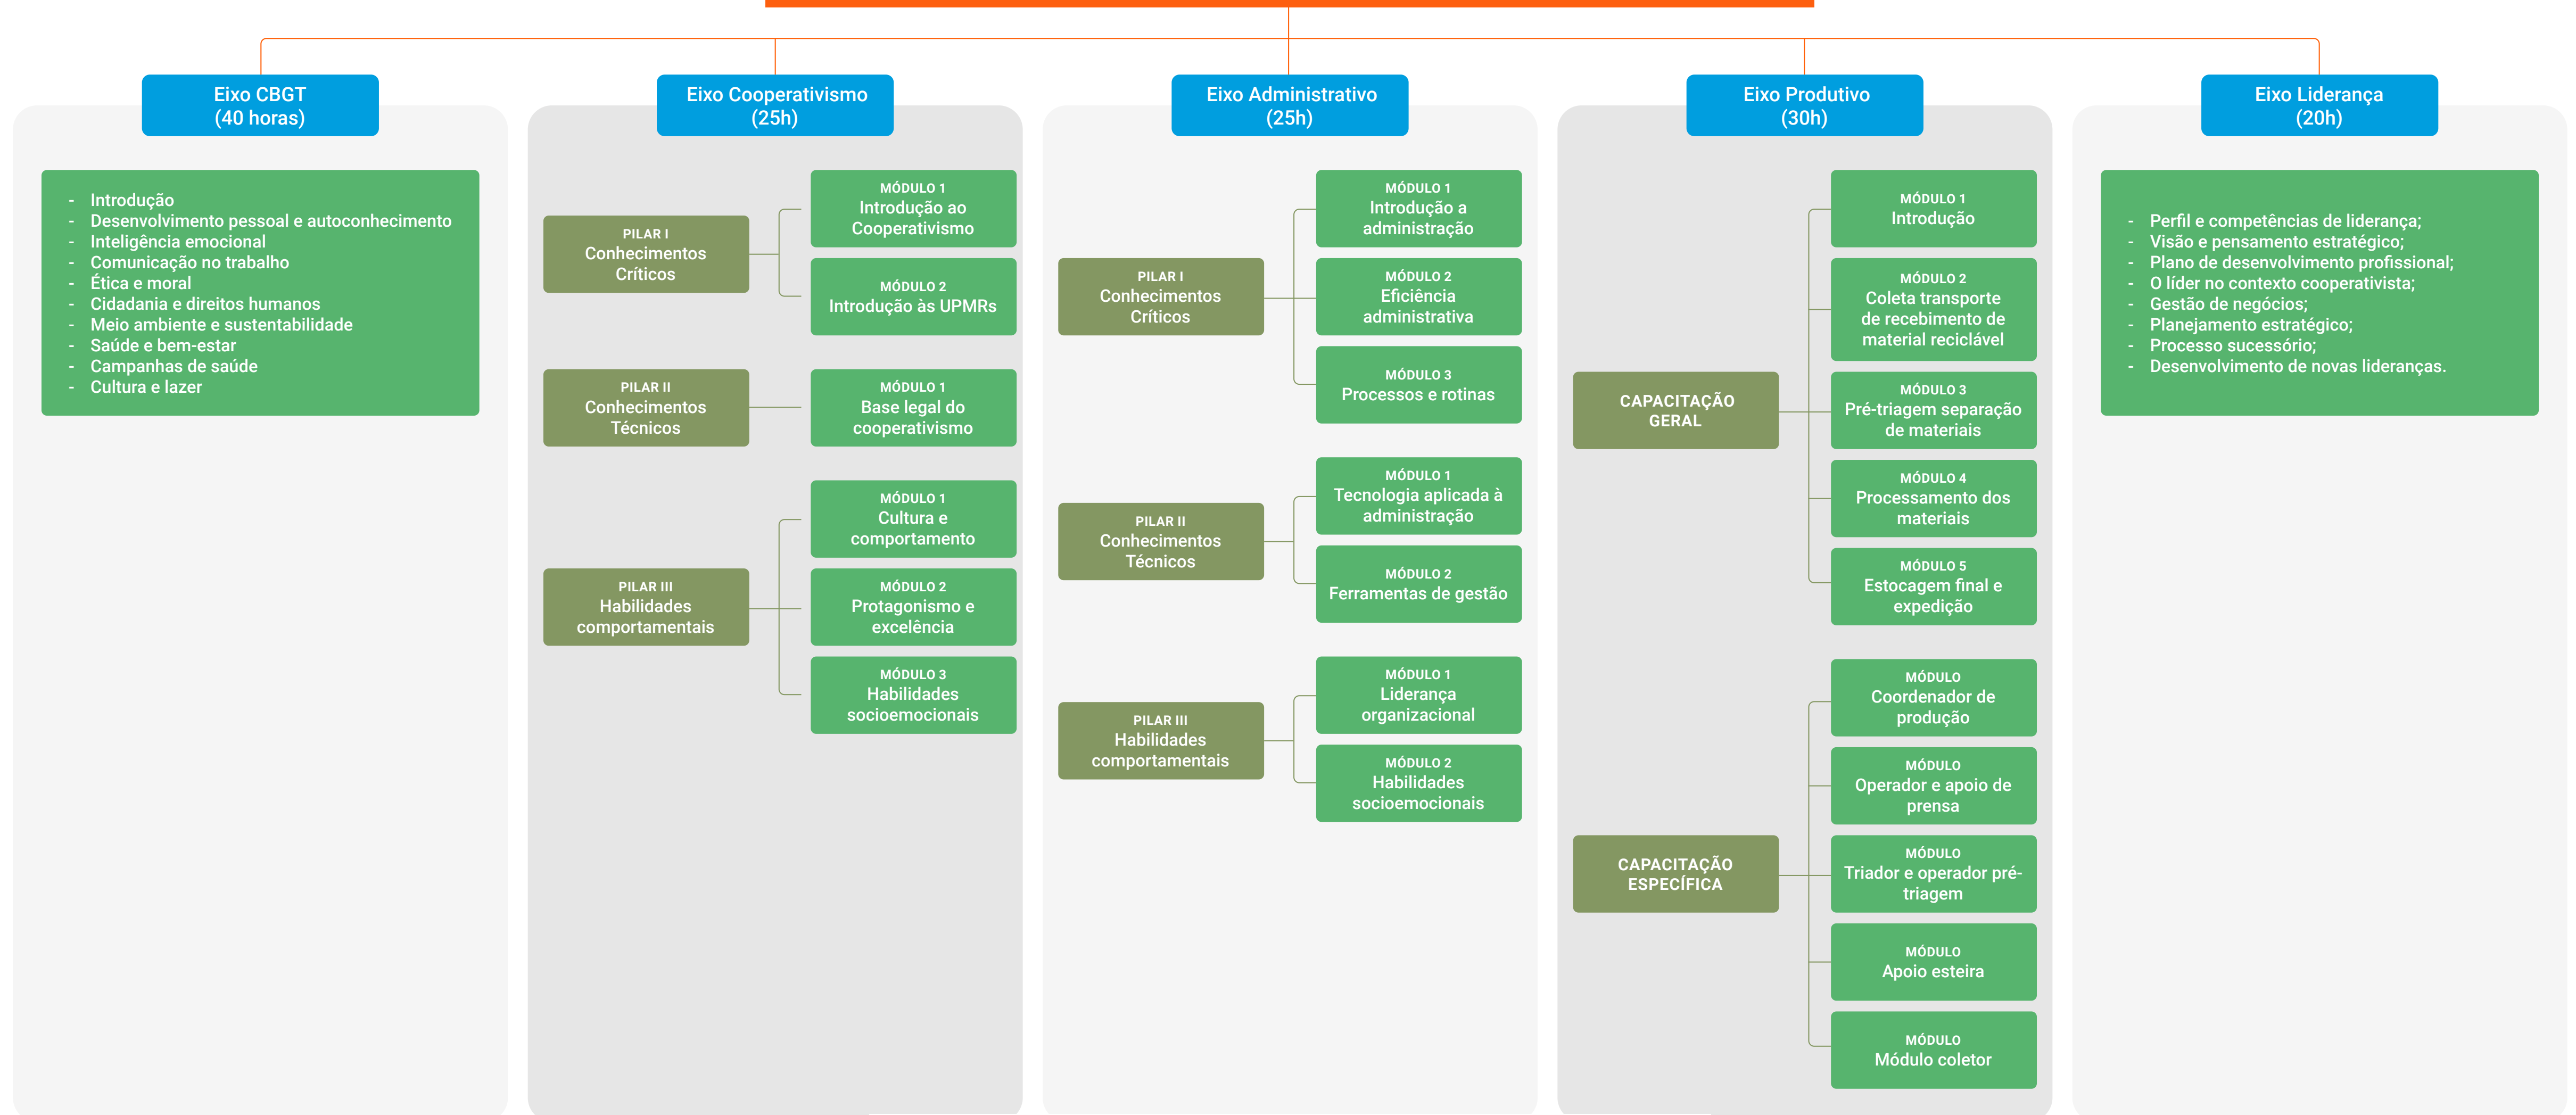 Eixo CBGT
(40 horas)
- Introdução
- Desenvolvimento pessoal e autoconhecimento
- Inteligência emocional
- Comunicação no trabalho
- Ética e moral
- Cidadania e direitos humanos
- Meio ambiente e sustentabilidade
- Saúde e bem-estar
- Campanhas de saúde
- Cultura e lazer
Eixo Cooperativismo
(25h)
PILAR I
Conhecimentos
Críticos
MÓDULO 1
Introdução ao
Cooperativismo
MÓDULO 2
Introdução às UPMRs
PILAR II
Conhecimentos
Técnicos
MÓDULO 1
Base legal do
cooperativismo
PILAR III
Habilidades
comportamentais
MÓDULO 1
Cultura e
comportamento
MÓDULO 2
Protagonismo e
excelência
MÓDULO 3
Habilidades
socioemocionais
Eixo Administrativo
(25h)
PILAR I
Conhecimentos
Críticos
MÓDULO 1
Introdução a
administração
MÓDULO 2
Eficiência
administrativa
MÓDULO 3
Processos e rotinas
PILAR II
Conhecimentos
Técnicos
MÓDULO 1
Tecnologia aplicada à
administração
MÓDULO 2
Ferramentas de gestão
PILAR III
Habilidades
comportamentais
MÓDULO 1
Liderança
organizacional
MÓDULO 2
Habilidades
socioemocionais
Eixo Produtivo
(30h)
CAPACITAÇÃO
GERAL
MÓDULO 1
Introdução
MÓDULO 2
Coleta transporte
de recebimento de
material reciclável
MÓDULO 3
Pré-triagem separação
de materiais
MÓDULO 4
Processamento dos
materiais
MÓDULO 5
Estocagem final e
expedição
CAPACITAÇÃO
ESPECÍFICA
MÓDULO
Coordenador de
produção
MÓDULO
Operador e apoio de
prensa
MÓDULO
Triador e operador pré-
triagem
MÓDULO
Apoio esteira
MÓDULO
Módulo coletor
Eixo Liderança
(20h)
- Perfil e competências de liderança;
- Visão e pensamento estratégico;
- Plano de desenvolvimento profissional;
- O líder no contexto cooperativista;
- Gestão de negócios;
- Planejamento estratégico;
- Processo sucessório;
- Desenvolvimento de novas lideranças.